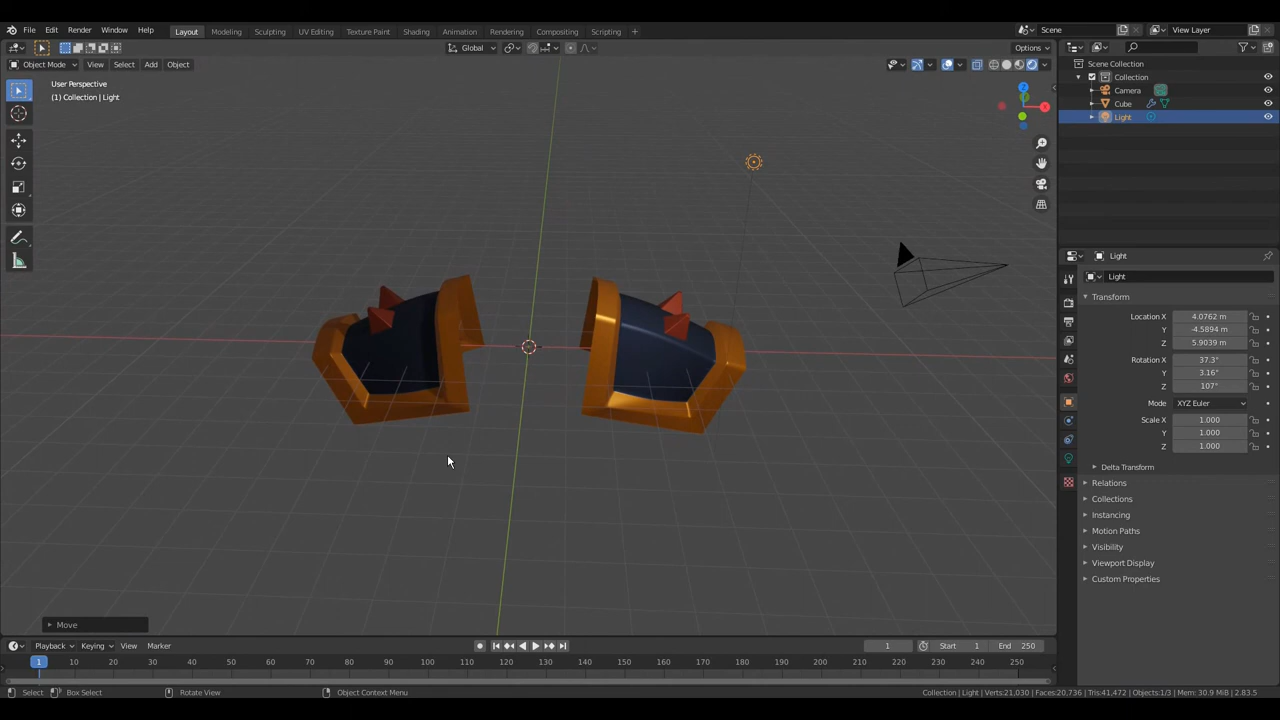 File Edit Render Window Help Layout Modeling Sculpting UV Editing Texture Paint Shading Animation Rendering Compositing Scripting + Scene View Layer
Global Options
Object Mode View Select Add Object
User Perspective
(1) Collection | Light
Z
X
Scene Collection
Collection
Camera
Cube
Light
Light
Light
Transform
Location X 4.0762 m
Y -4.5894 m
Z 5.9039 m
Rotation X 37.3°
Y 3.16°
Z 107°
Mode XYZ Euler
Scale X 1.000
Y 1.000
Z 1.000
Delta Transform
Relations
Collections
Instancing
Motion Paths
Visibility
Viewport Display
Custom Properties
Move
Playback Keying View Marker 1 Start 1 End 250
1 10 20 30 40 50 60 70 80 90 100 110 120 130 140 150 160 170 180 190 200 210 220 230 240 250
Select Box Select Rotate View Object Context Menu Collection | Light | Verts:21,030 | Faces:20,736 | Tris:41,472 | Objects:1/3 | Mem: 30.9 MiB | 2.83.5